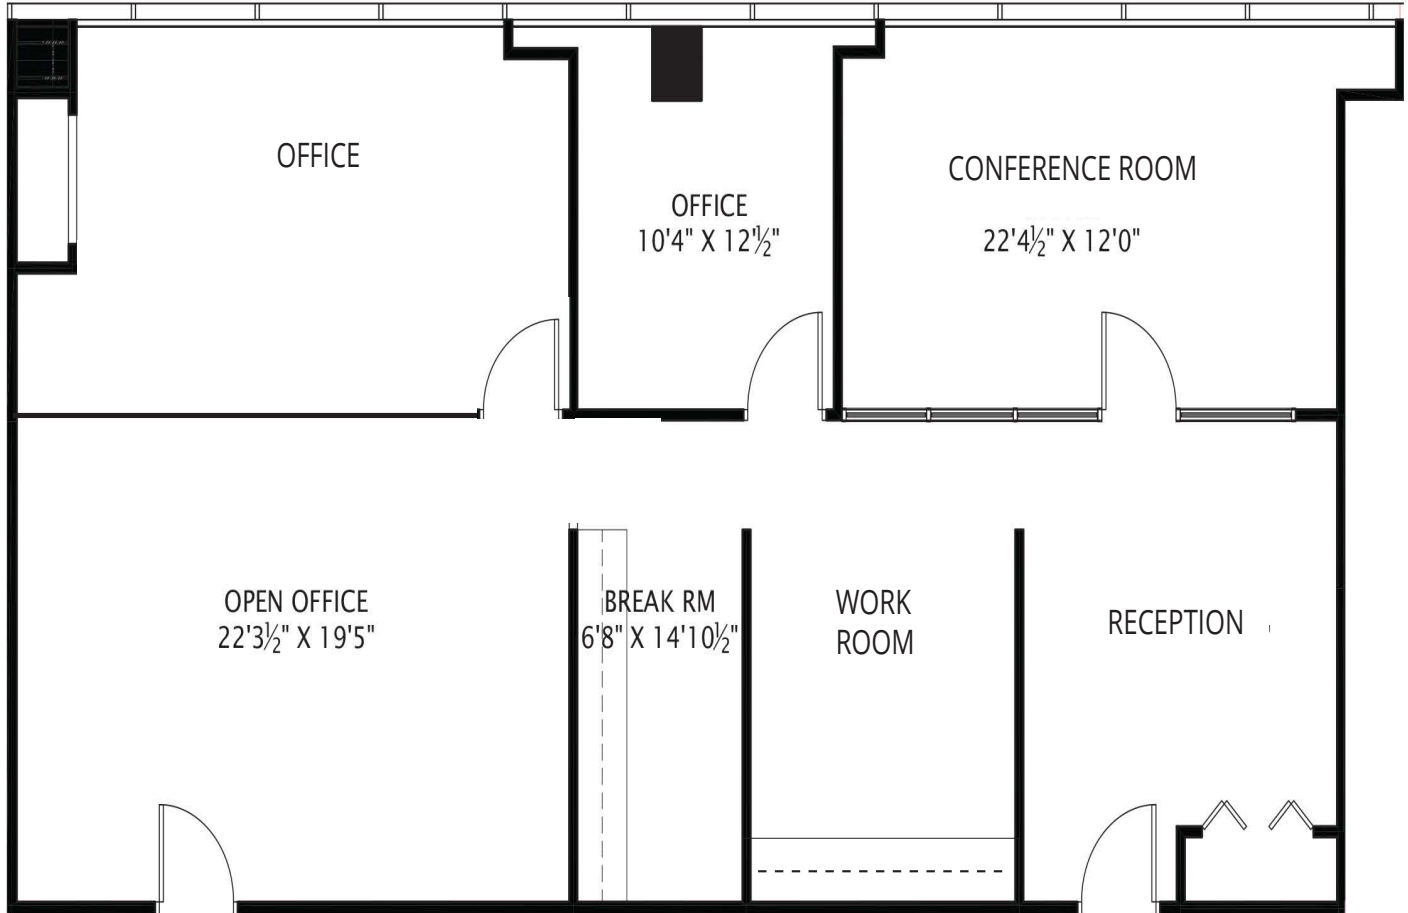 OFFICE
OFFICE
10'4" X 12'½"
CONFERENCE ROOM
22'4½" X 12'0"
OPEN OFFICE
22'3½" X 19'5"
BREAK RM
6'8" X 14'10½"
WORK
ROOM
RECEPTION